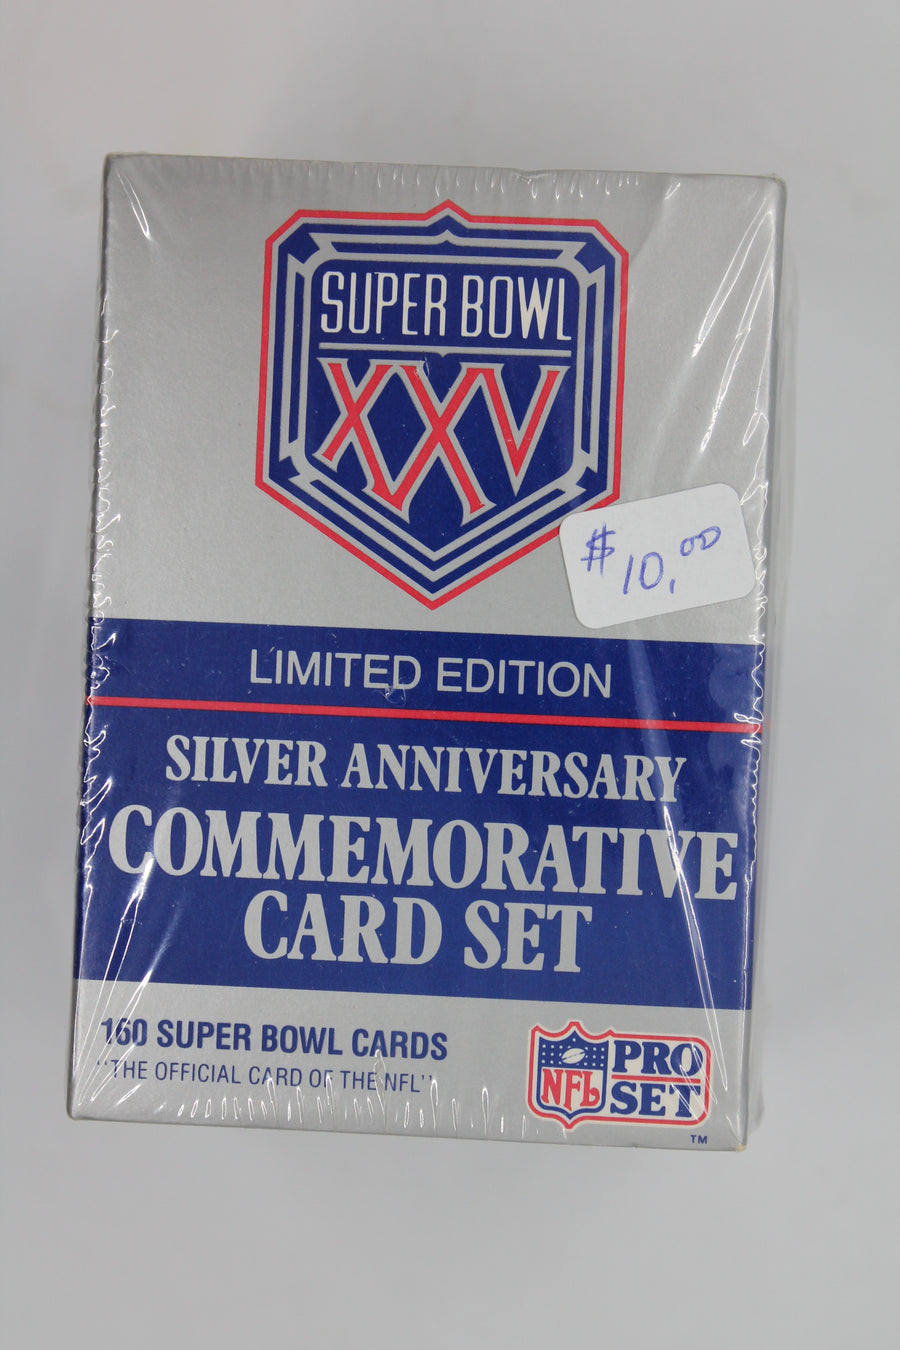 SUPER BOWL
XXV
$10.00
LIMITED EDITION
SILVER ANNIVERSARY
COMMEMORATIVE
CARD SET
160 SUPER BOWL CARDS
"THE OFFICIAL CARD OF THE NFL"
NFL
PRO
SET
TM